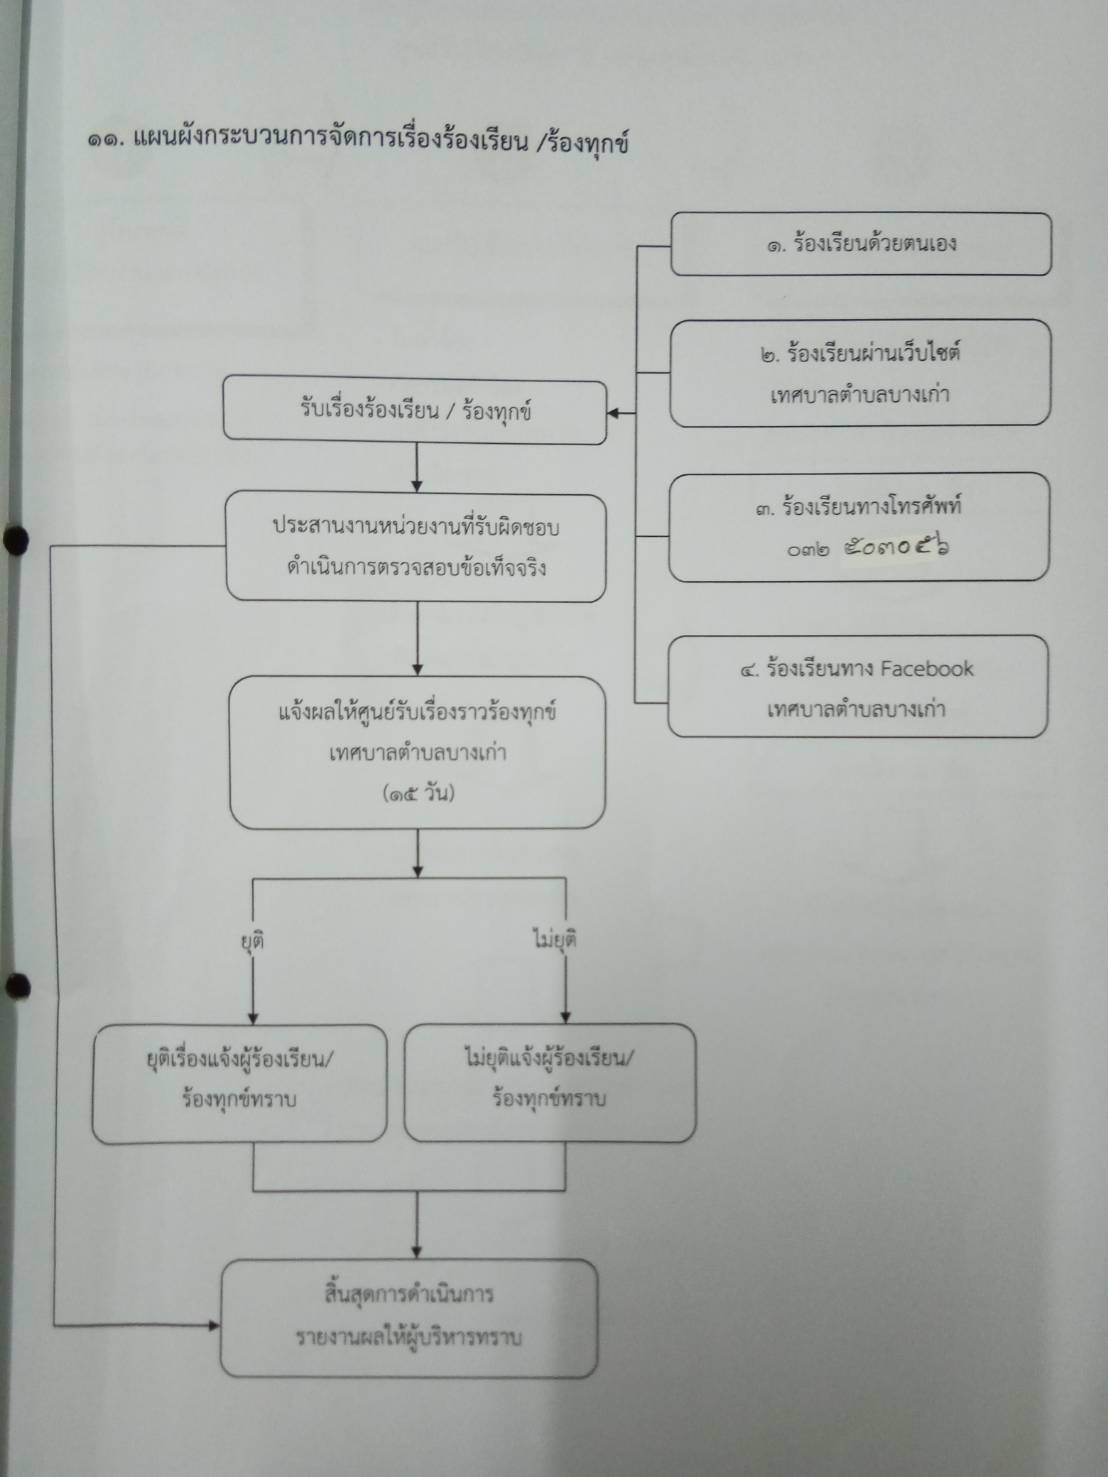 ๑๑. แผนผังกระบวนการจัดการเรื่องร้องเรียน /ร้องทุกข์
๑. ร้องเรียนด้วยตนเอง
๒. ร้องเรียนผ่านเว็บไซต์
เทศบาลตำบลบางเก่า
๓. ร้องเรียนทางโทรศัพท์
๐๓๒ ๕๐๓๐๕๖
๔. ร้องเรียนทาง Facebook
เทศบาลตำบลบางเก่า
รับเรื่องร้องเรียน / ร้องทุกข์
ประสานงานหน่วยงานที่รับผิดชอบ
ดำเนินการตรวจสอบข้อเท็จจริง
แจ้งผลให้ศูนย์รับเรื่องราวร้องทุกข์
เทศบาลตำบลบางเก่า
(๑๕ วัน)
ยุติ
ไม่ยุติ
ยุติเรื่องแจ้งผู้ร้องเรียน/
ร้องทุกข์ทราบ
ไม่ยุติแจ้งผู้ร้องเรียน/
ร้องทุกข์ทราบ
สิ้นสุดการดำเนินการ
รายงานผลให้ผู้บริหารทราบ